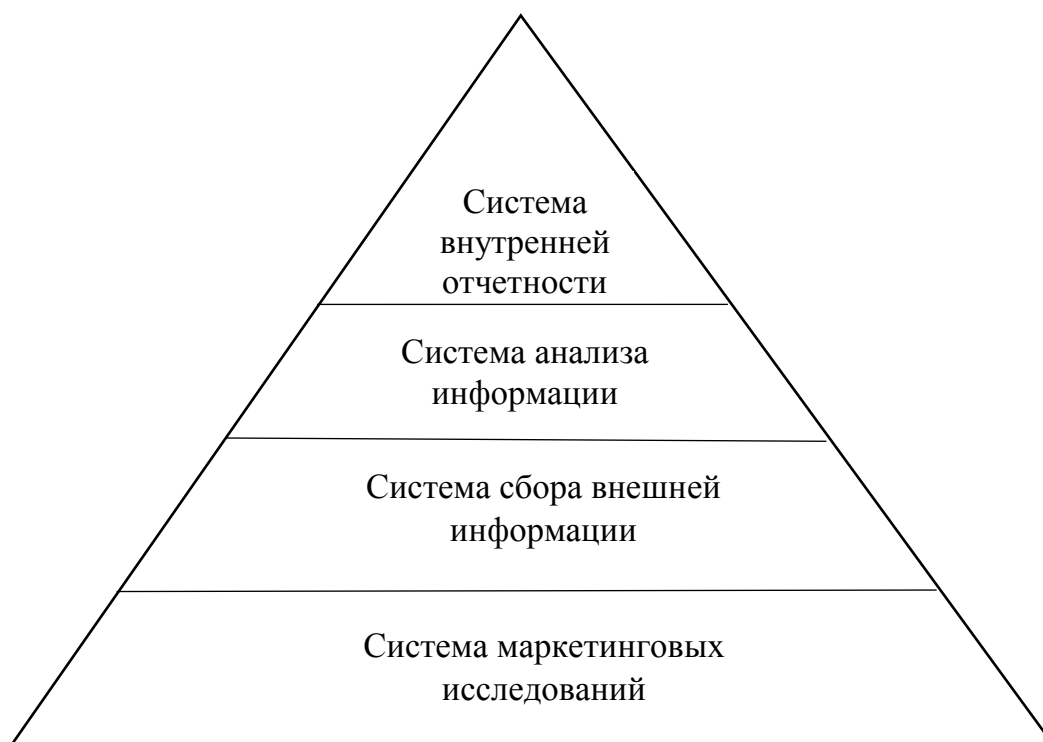 Система
внутренней
отчетности
Система анализа
информации
Система сбора внешней
информации
Система маркетинговых
исследований